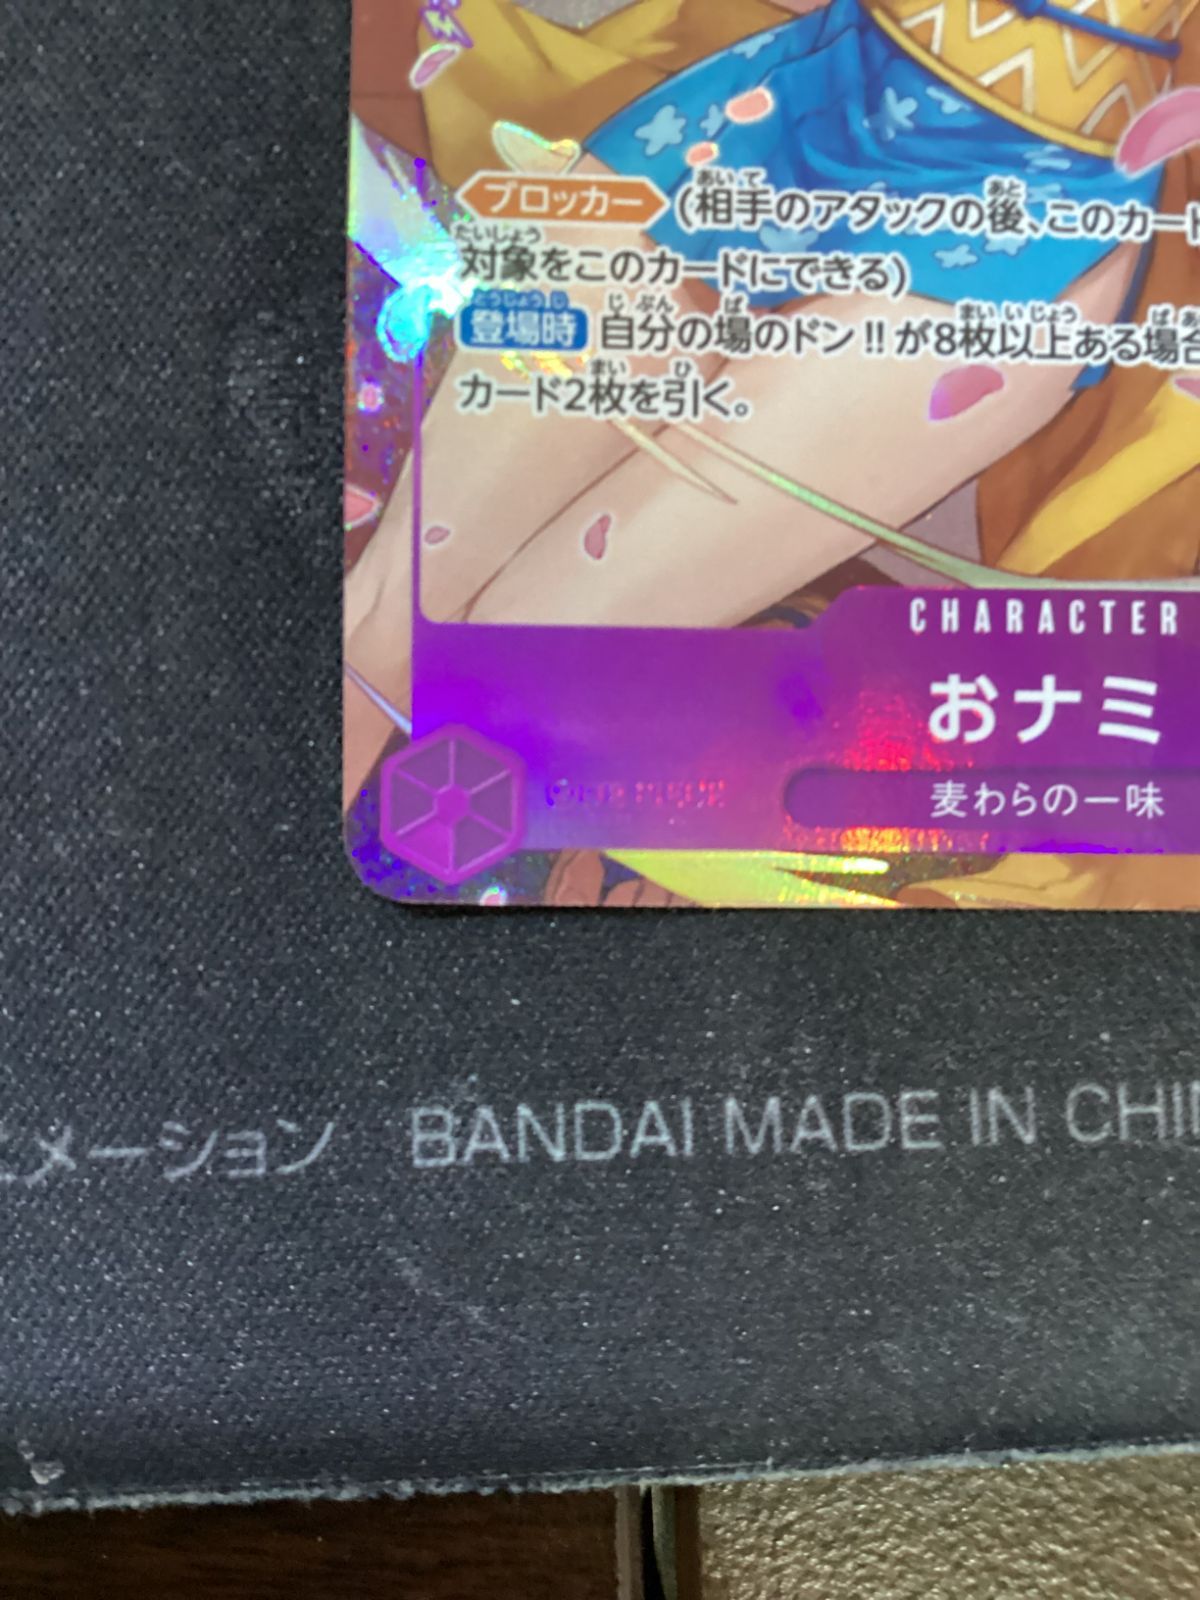 ブロッカー (相手のアタックの後、このカード
対象をこのカードにできる)
登場時 自分の場のドン!!が8枚以上ある場合
カード2枚を引く。
CHARACTER
おナミ
麦わらの一味
メーション BANDAI MADE IN CHI